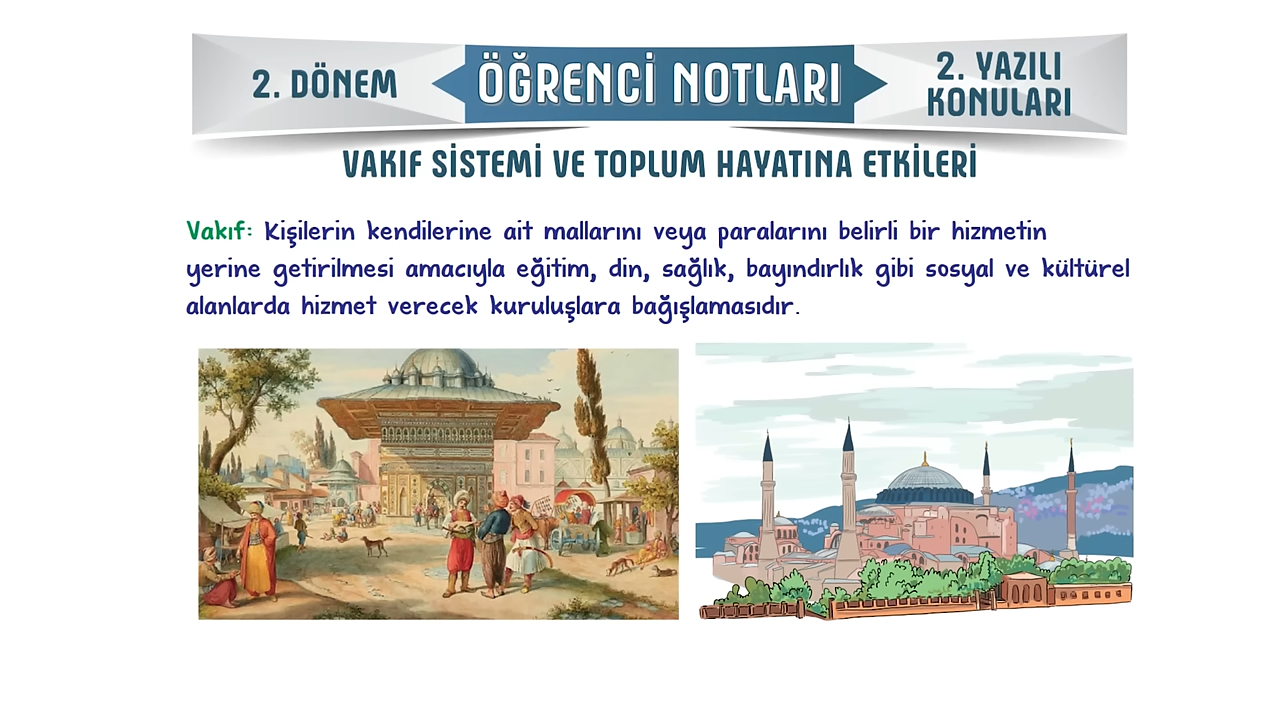 2. DÖNEM
ÖĞRENCİ NOTLARI
2. YAZILI
KONULARI
VAKIF SİSTEMİ VE TOPLUM HAYATINA ETKİLERİ
Vakıf: Kişilerin kendilerine ait mallarını veya paralarını belirli bir hizmetin
yerine getirilmesi amacıyla eğitim, din, sağlık, bayındırlık gibi sosyal ve kültürel
alanlarda hizmet verecek kuruluşlara bağışlamasıdır.